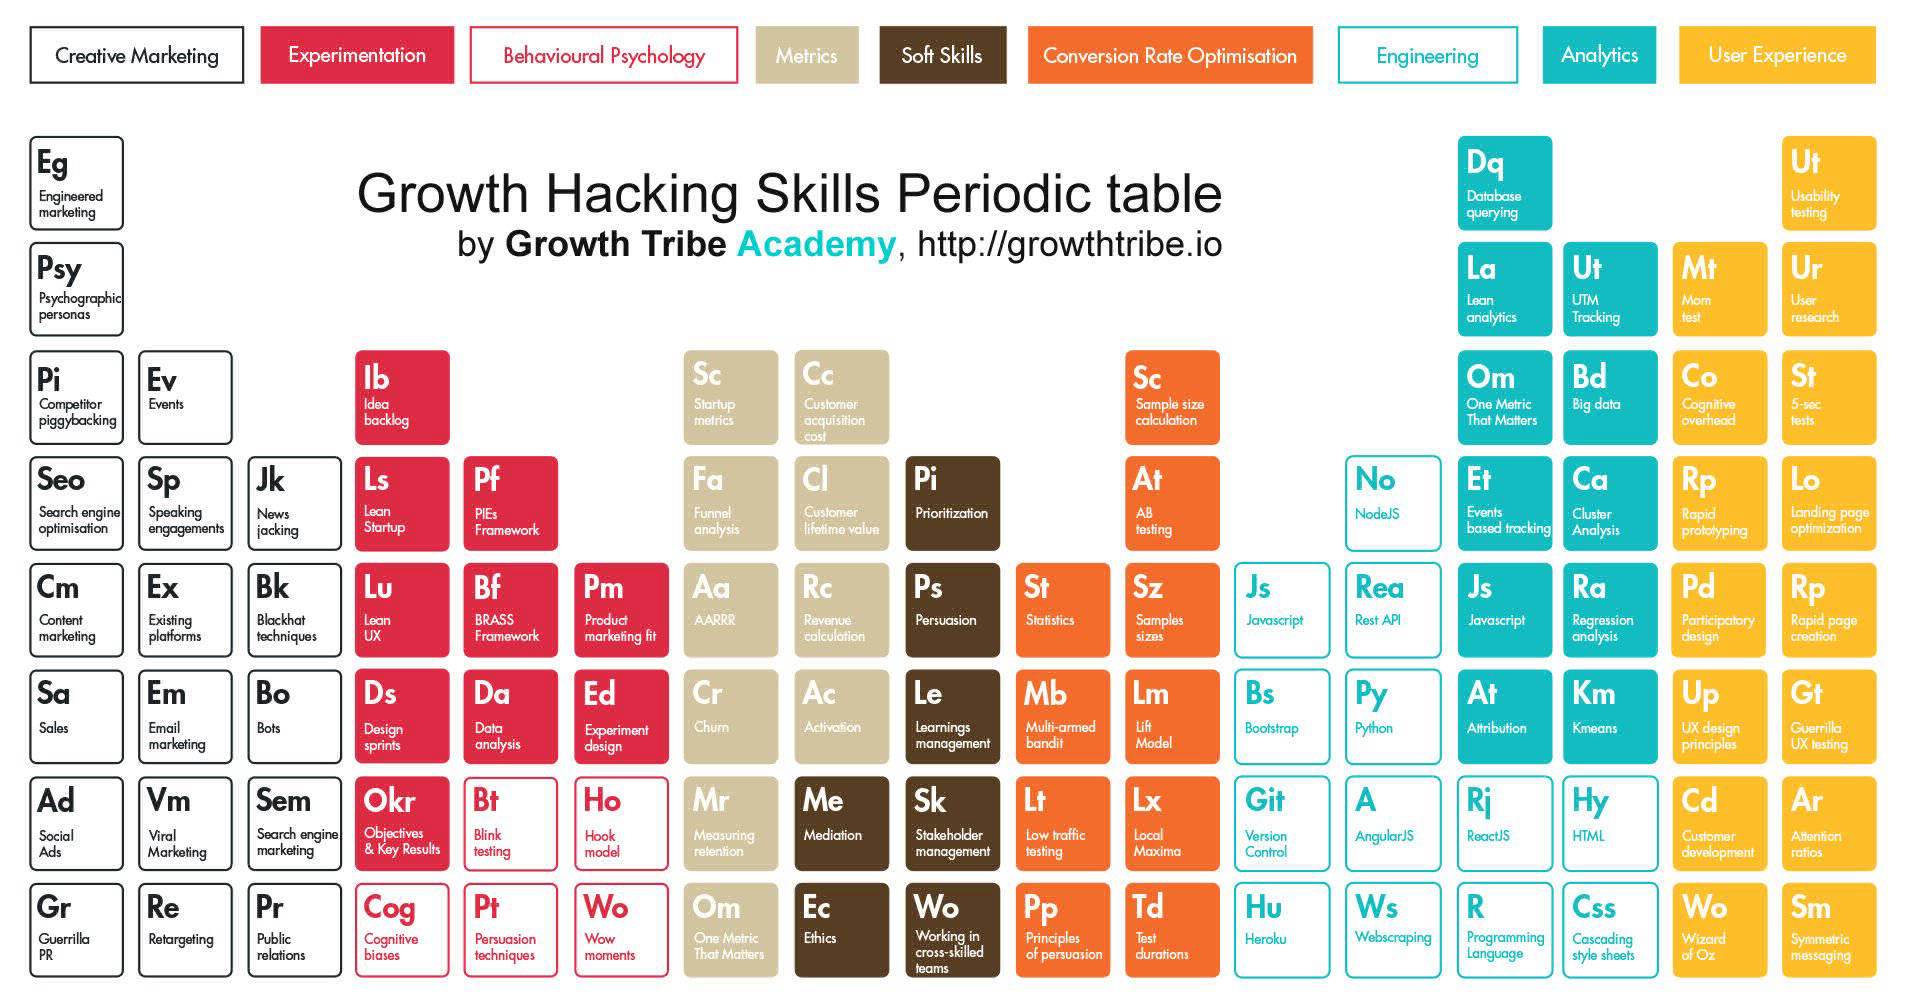 Creative Marketing
Experimentation
Behavioural Psychology
Metrics
Soft Skills
Conversion Rate Optimisation
Engineering
Analytics
User Experience
Growth Hacking Skills Periodic table
by Growth Tribe Academy, http://growthtribe.io
Eg
Engineered
marketing
Dq
Database
querying
Ut
Usability
testing
Psy
Psychographic
personas
La
Lean
analytics
Ut
UTM
Tracking
Mt
Mom
test
Ur
User
research
Pi
Competitor
piggybacking
Ev
Events
Ib
Idea
backlog
Sc
Startup
metrics
Cc
Customer
acquisition
cost
Sc
Sample size
calculation
Om
One Metric
That Matters
Bd
Big data
Co
Cognitive
overhead
St
5-sec
tests
Seo
Search engine
optimisation
Sp
Speaking
engagements
Jk
News
jacking
Ls
Lean
Startup
Pf
PIEs
Framework
Fa
Funnel
analysis
Cl
Customer
lifetime value
Pi
Prioritization
At
AB
testing
No
NodeJS
Et
Events
based tracking
Ca
Cluster
Analysis
Rp
Rapid
prototyping
Lo
Landing page
optimization
Cm
Content
marketing
Ex
Existing
platforms
Bk
Blackhat
techniques
Lu
Lean
UX
Bf
BRASS
Framework
Pm
Product
marketing fit
Aa
AARRR
Rc
Revenue
calculation
Ps
Persuasion
St
Statistics
Sz
Samples
sizes
Js
Javascript
Rea
Rest API
Js
Javascript
Ra
Regression
analysis
Pd
Participatory
design
Rp
Rapid page
creation
Sa
Sales
Em
Email
marketing
Bo
Bots
Ds
Design
sprints
Da
Data
analysis
Ed
Experiment
design
Cr
Churn
Ac
Activation
Le
Learnings
management
Mb
Multi-armed
bandit
Lm
Lift
Model
Bs
Bootstrap
Py
Python
At
Attribution
Km
Kmeans
Up
UX design
principles
Gt
Guerrilla
UX testing
Ad
Social
Ads
Vm
Viral
Marketing
Sem
Search engine
marketing
Okr
Objectives
& Key Results
Bt
Blink
testing
Ho
Hook
model
Mr
Measuring
retention
Me
Mediation
Sk
Stakeholder
management
Lt
Low traffic
testing
Lx
Local
Maxima
Git
Version
Control
A
AngularJS
Rj
ReactJS
Hy
HTML
Cd
Customer
development
Ar
Attention
ratios
Gr
Guerrilla
PR
Re
Retargeting
Pr
Public
relations
Cog
Cognitive
biases
Pt
Persuasion
techniques
Wo
Wow
moments
Om
One Metric
That Matters
Ec
Ethics
Wo
Working in
cross-skilled
teams
Pp
Principles
of persuasion
Td
Test
durations
Hu
Heroku
Ws
Webscraping
R
Programming
Language
Css
Cascading
style sheets
Wo
Wizard
of Oz
Sm
Symmetric
messaging